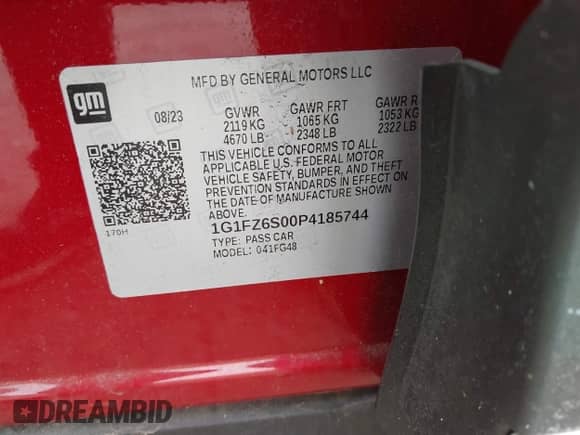 MFD BY GENERAL MOTORS LLC
gm
08/23
GVWR GAWR FRT GAWR R
2119 KG 1065 KG 1053 KG
4670 LB 2348 LB 2322 LB
THIS VEHICLE CONFORMS TO ALL
APPLICABLE U.S. FEDERAL MOTOR
VEHICLE SAFETY, BUMPER, AND THEFT
PREVENTION STANDARDS IN EFFECT ON
THE DATE OF MANUFACTURE SHOWN
ABOVE.
170H
1G1FZ6S00P4185744
TYPE: PASS CAR
MODEL: 041FG48
DREAMBID